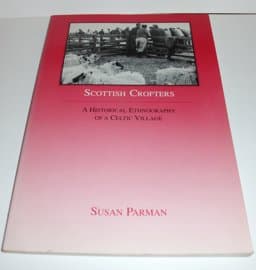 SCOTTISH CROFTERS
A HISTORICAL ETHNOGRAPHY
OF A CELTIC VILLAGE
SUSAN PARMAN